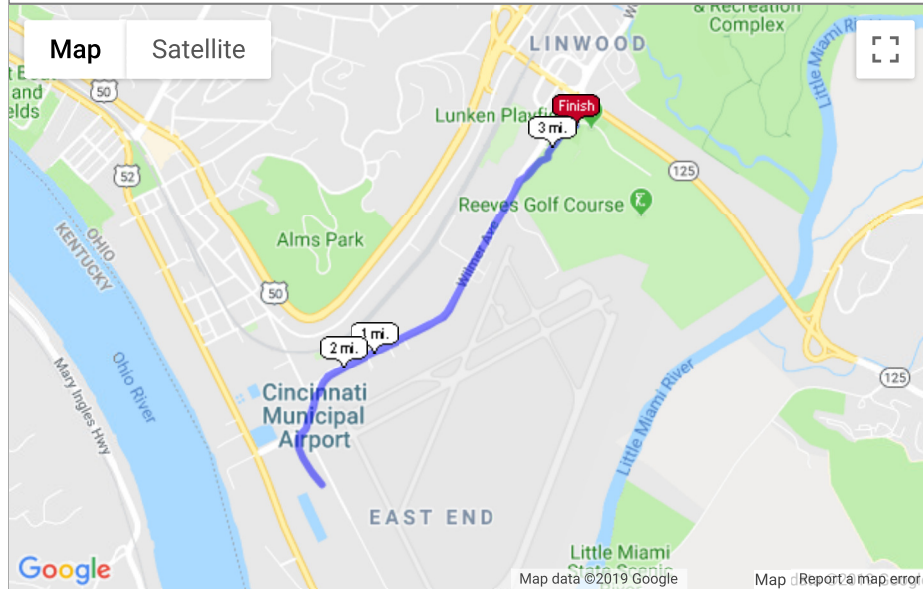 & Recreation
Complex
Map
Satellite
LINWOOD
Little Miami River
50
and
Lunken Playfi
Finish
3 mi.
52
125
Reeves Golf Course
OHIO
KENTUCKY
Alms Park
Wilmer Ave
50
1 mi.
2 mi.
Ohio River
Mary Ingles Hwy
Cincinnati
Municipal
Airport
125
Little Miami River
EAST END
Little Miami
State Scenic
Google
Map data ©2019 Google
Map d
Report a map error